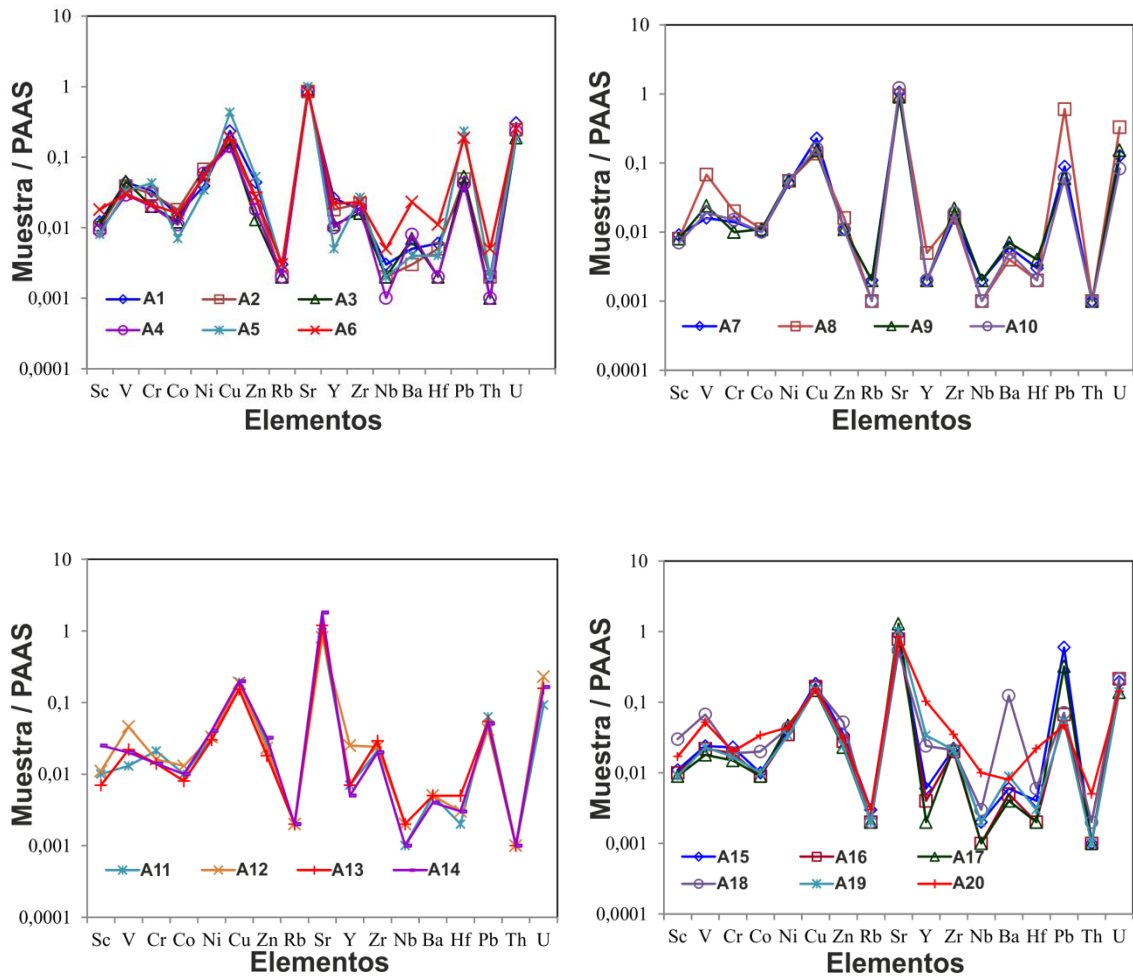 10
1
0,1
0,01
0,001
0,0001
Muestra / PAAS
A1 A2 A3
A4 A5 A6
Sc V Cr Co Ni Cu Zn Rb Sr Y Zr Nb Ba Hf Pb Th U
Elementos
10
1
0,1
0,01
0,001
0,0001
Muestra / PAAS
A7 A8 A9 A10
Sc V Cr Co Ni Cu Zn Rb Sr Y Zr Nb Ba Hf Pb Th U
Elementos
10
1
0,1
0,01
0,001
0,0001
Muestra / PAAS
A11 A12 A13 A14
Sc V Cr Co Ni Cu Zn Rb Sr Y Zr Nb Ba Hf Pb Th U
Elementos
10
1
0,1
0,01
0,001
0,0001
Muestra / PAAS
A15 A16 A17
A18 A19 A20
Sc V Cr Co Ni Cu Zn Rb Sr Y Zr Nb Ba Hf Pb Th U
Elementos